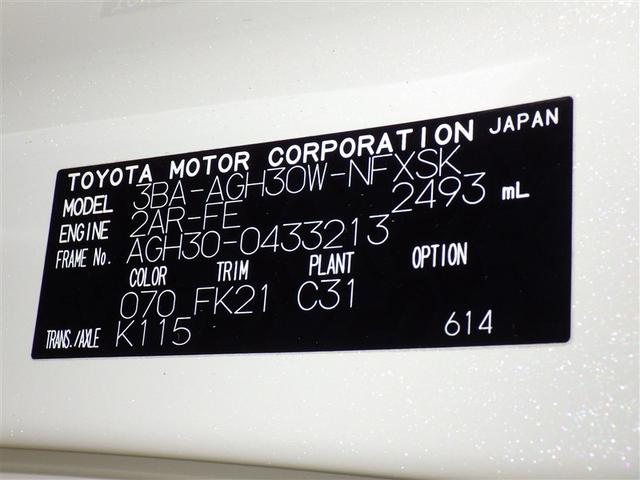 TOYOTA MOTOR CORPORATION JAPAN
MODEL 3BA-AGH30W-NFXSK
ENGINE 2AR-FE 2493 mL
FRAME No. AGH30-0433213
COLOR TRIM PLANT OPTION
070 FK21 C31
TRANS./AXLE K115 614